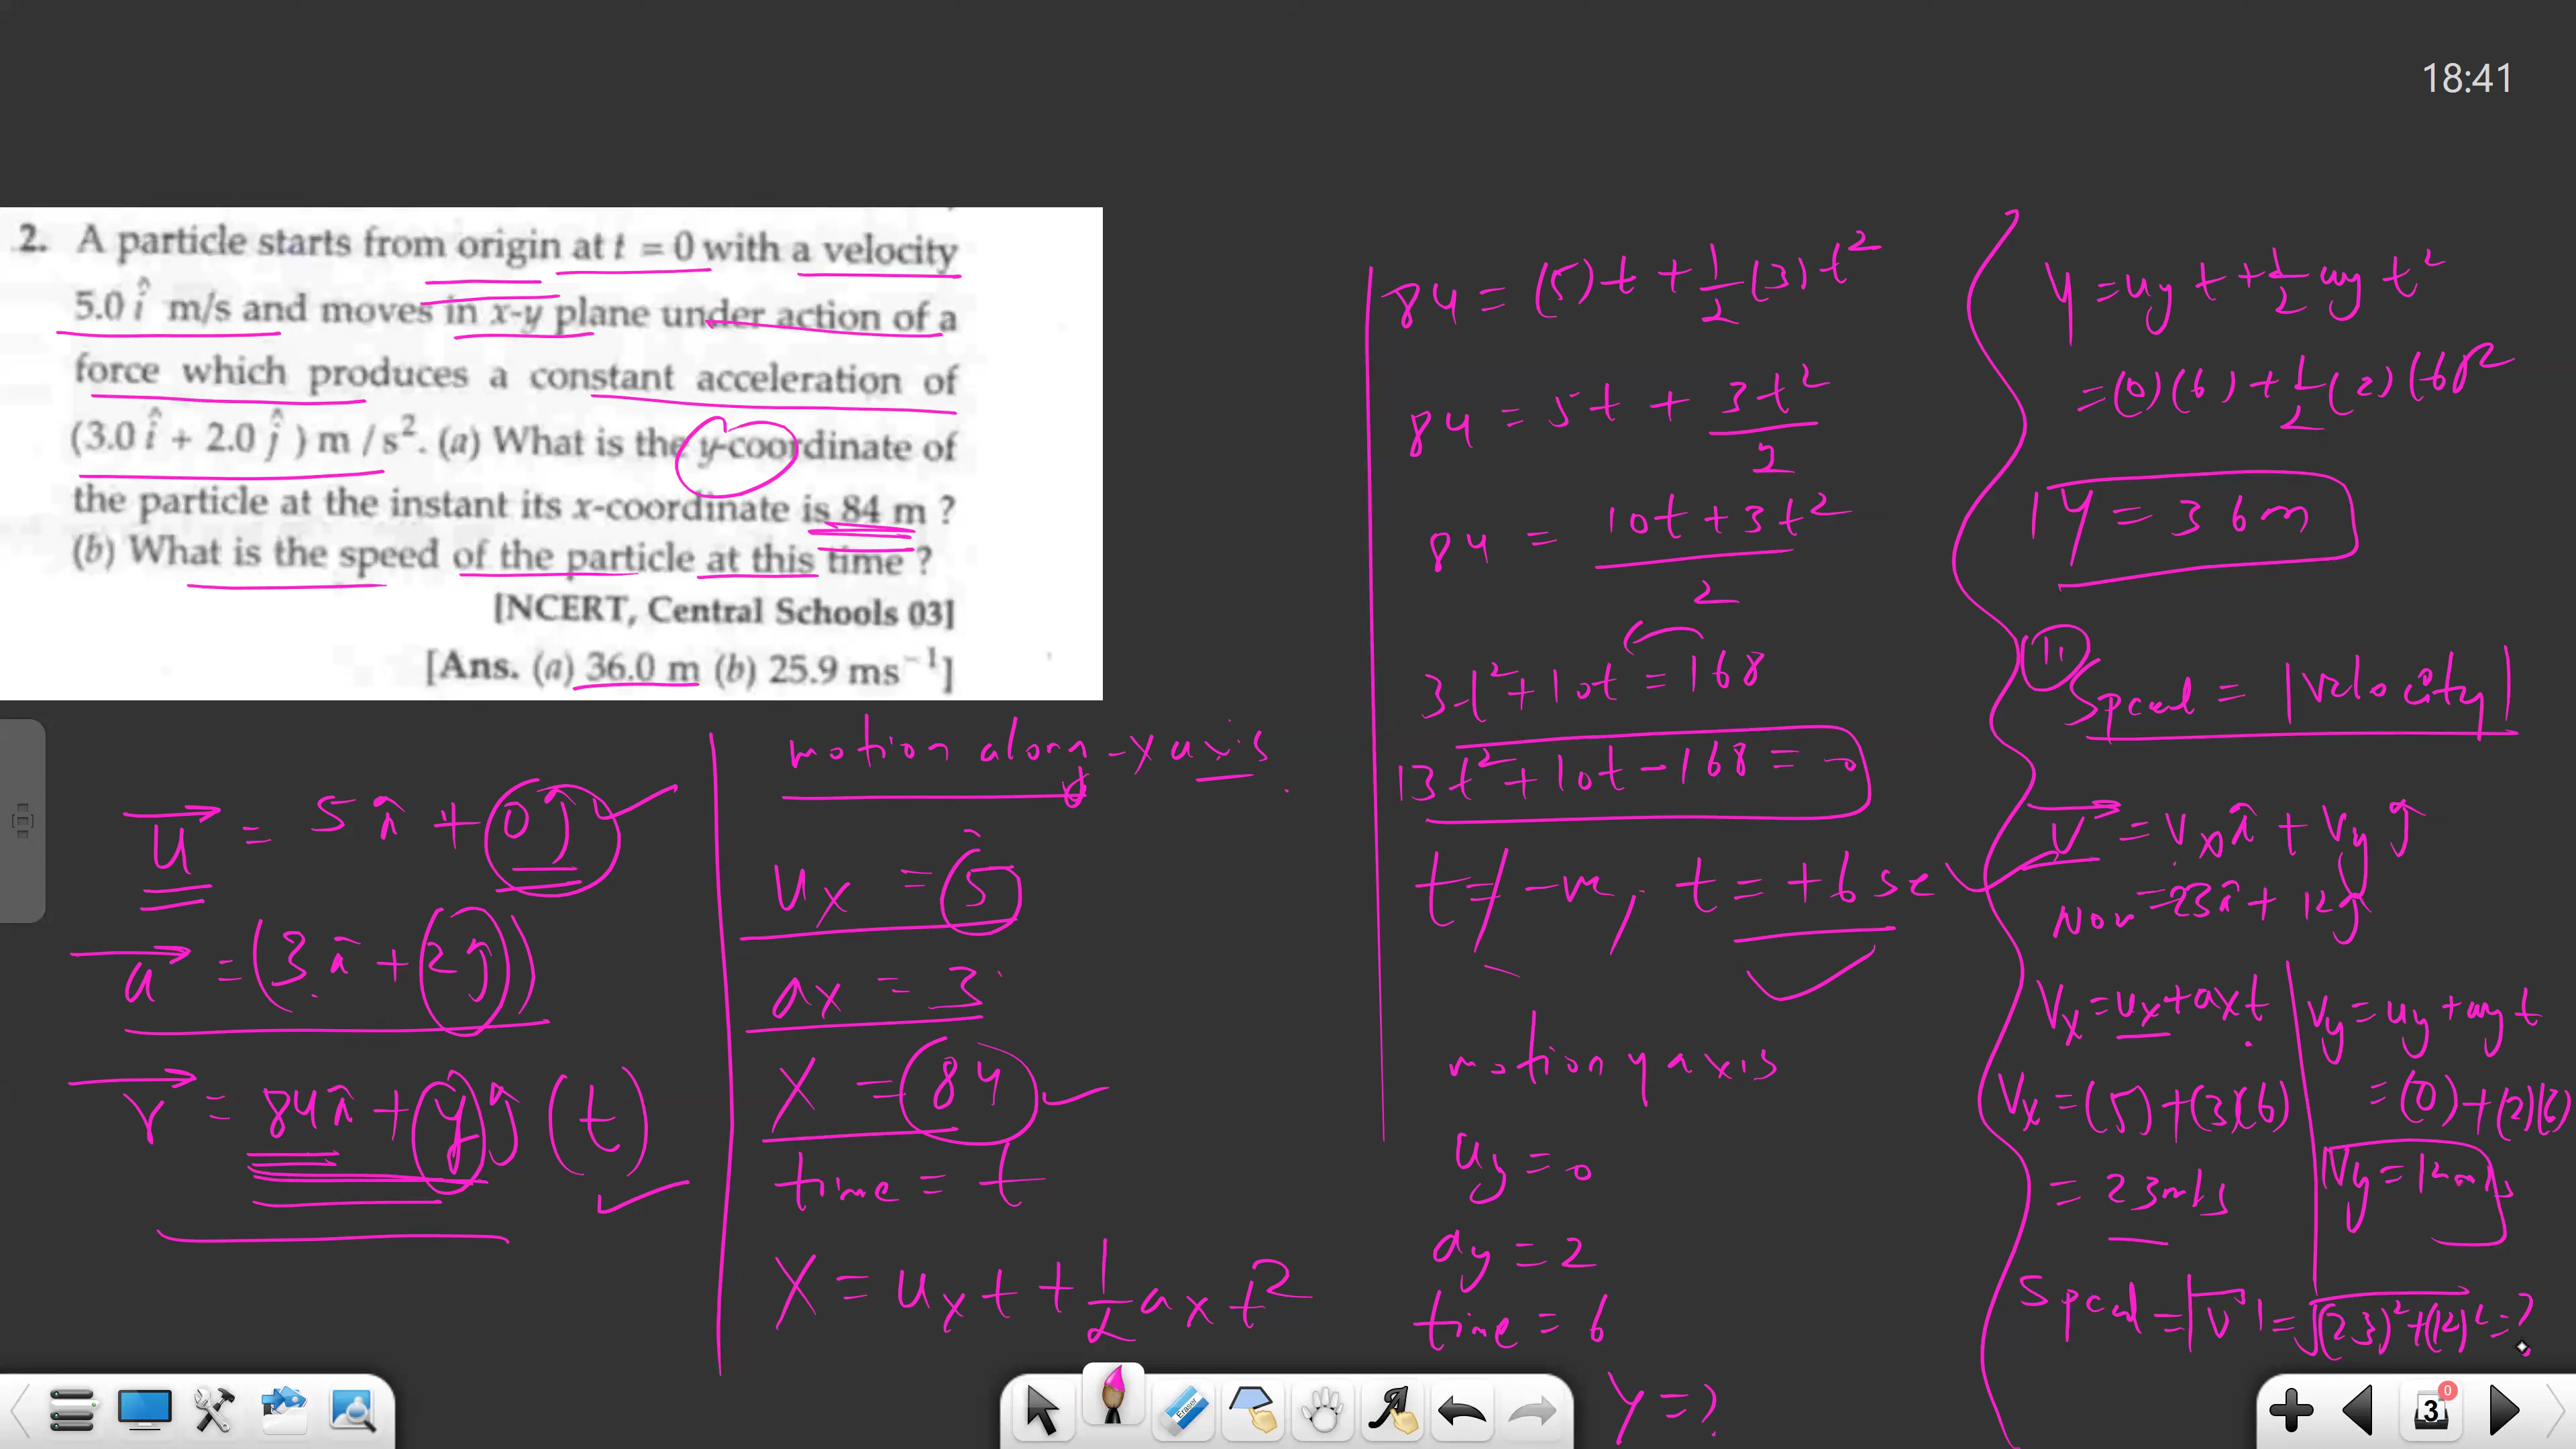 18:41
2. A particle starts from origin at t = 0 with a velocity
5.0 î m/s and moves in x-y plane under action of a
force which produces a constant acceleration of
(3.0 î + 2.0 ĵ) m / s². (a) What is the y-coordinate of
the particle at the instant its x-coordinate is 84 m ?
(b) What is the speed of the particle at this time ?
[NCERT, Central Schools 03]
[Ans. (a) 36.0 m (b) 25.9 ms⁻¹]
u⃗ = 5î + 0ĵ
a⃗ = (3î + 2ĵ)
r⃗ = 84î + yĵ (t)
motion along -x axis
ux = 5
ax = 3
X = 84
time = t
X = ux t + 1/2 ax t²
84 = (5)t + 1/2 (3) t²
84 = 5t + 3t²/2
84 = 10t + 3t²/2
3t² + 10t = 168
3t² + 10t - 168 = 0
t = -ve, t = +6 sec
motion y axis
uy = 0
ay = 2
time = 6
y = ?
Y = uy t + 1/2 ay t²
= (0)(6) + 1/2 (2) (6)²
Y = 36m
11
Speed = |velocity|
v⃗ = Vx î + Vy ĵ
= 23î + 12ĵ
Vx = ux + ax t
Vx = (5) + (3)(6)
= 23m/s
Vy = uy + ay t
= (0) + (2)(6)
Vy = 12m/s
Speed = |v⃗| = √(23)² + (12)² = ?
Eraser
A
3
0